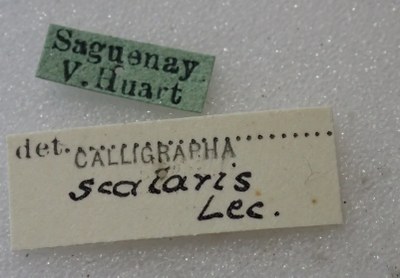 Saguenay
V. Huart
det. CALLIGRAPHA
scalaris
Lec.